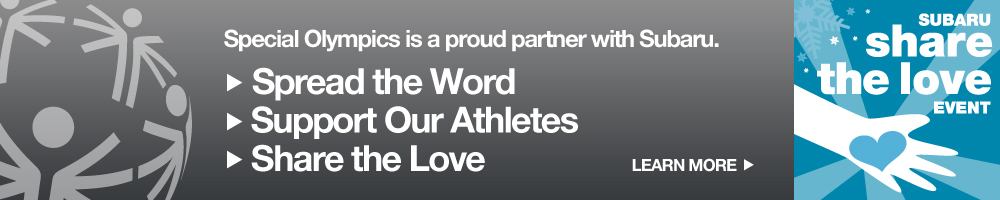 Special Olympics is a proud partner with Subaru.
Spread the Word
Support Our Athletes
Share the Love
LEARN MORE
SUBARU
share
the love
EVENT